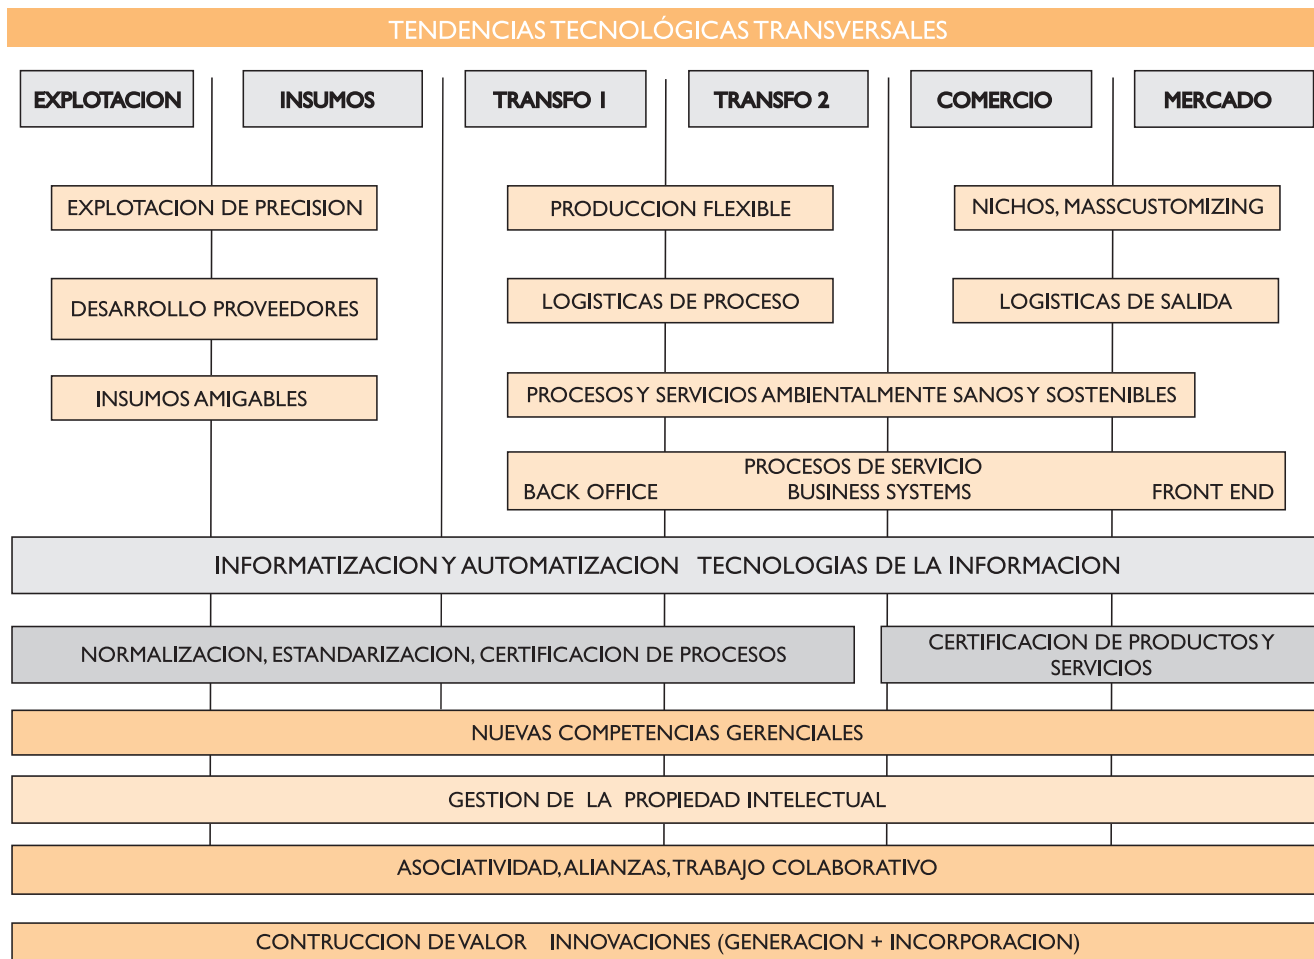 TENDENCIAS TECNOLÓGICAS TRANSVERSALES
EXPLOTACION
INSUMOS
TRANSFO 1
TRANSFO 2
COMERCIO
MERCADO
EXPLOTACION DE PRECISION
PRODUCCION FLEXIBLE
NICHOS, MASSCUSTOMIZING
DESARROLLO PROVEEDORES
LOGISTICAS DE PROCESO
LOGISTICAS DE SALIDA
INSUMOS AMIGABLES
PROCESOS Y SERVICIOS AMBIENTALMENTE SANOS Y SOSTENIBLES
PROCESOS DE SERVICIO
BACK OFFICE
BUSINESS SYSTEMS
FRONT END
INFORMATIZACION Y AUTOMATIZACION TECNOLOGIAS DE LA INFORMACION
NORMALIZACION, ESTANDARIZACION, CERTIFICACION DE PROCESOS
CERTIFICACION DE PRODUCTOS Y
SERVICIOS
NUEVAS COMPETENCIAS GERENCIALES
GESTION DE LA PROPIEDAD INTELECTUAL
ASOCIATIVIDAD, ALIANZAS, TRABAJO COLABORATIVO
CONTRUCCION DE VALOR INNOVACIONES (GENERACION + INCORPORACION)